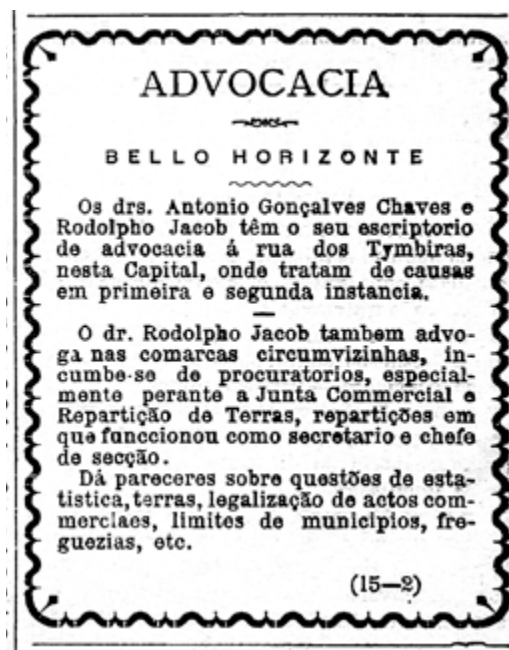 ADVOCACIA
BELLO HORIZONTE
Os drs. Antonio Gonçalves Chaves e
Rodolpho Jacob têm o seu escriptorio
de advocacia á rua dos Tymbiras,
nesta Capital, onde tratam de causas
em primeira e segunda instancia.
O dr. Rodolpho Jacob tambem advo-
ga nas comarcas circumvizinhas, in-
cumbe-se de procuratorios, especial-
mente perante a Junta Commercial e
Repartição de Terras, repartições em
que funccionou como secretario e chefe
de secção.
Dá pareceres sobre questões de esta-
tistica, terras, legalização de actos com-
merciaes, limites de municipios, fre-
guezias, etc.
(15—2)